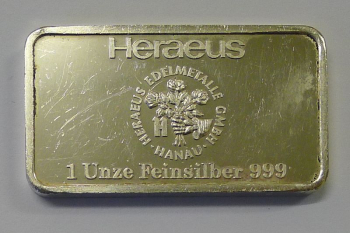 Heraeus
HERAEUS EDELMETALLE GMBH
·HANAU·
1 Unze Feinsilber 999